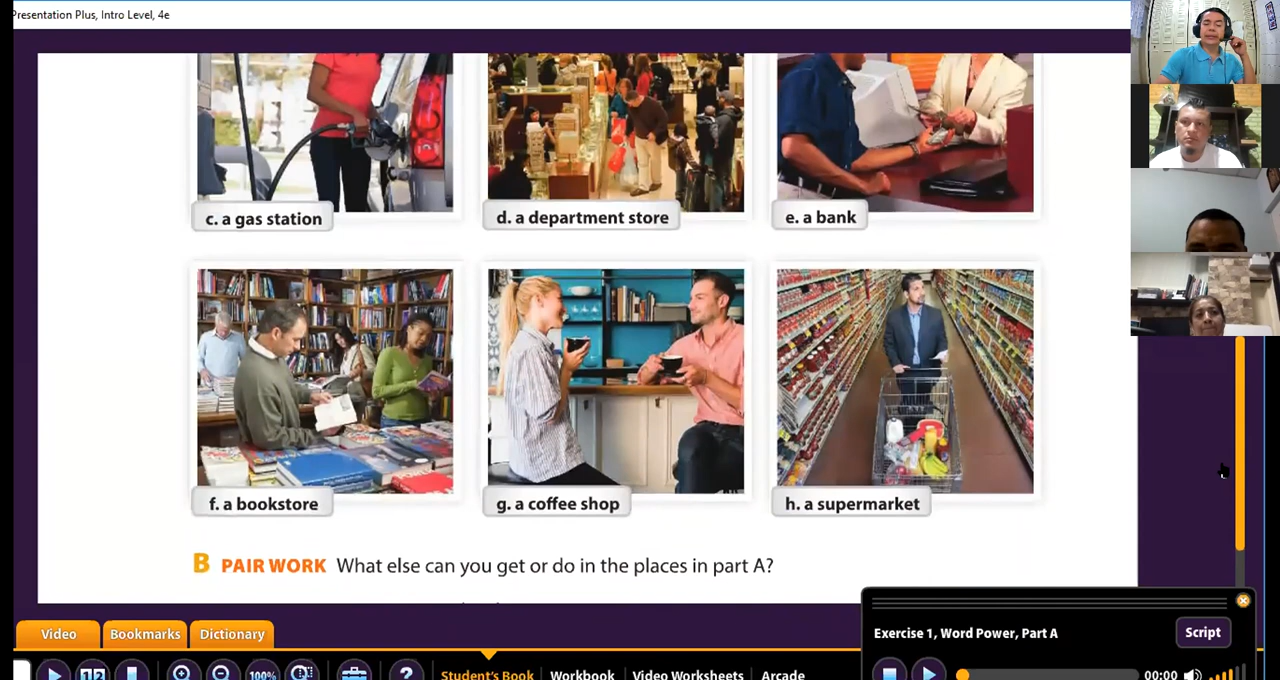 Presentation Plus, Intro Level, 4e
c. a gas station
d. a department store
e. a bank
f. a bookstore
g. a coffee shop
h. a supermarket
B PAIR WORK What else can you get or do in the places in part A?
Exercise 1, Word Power, Part A
Script
Video
Bookmarks
Dictionary
1 2
100%
?
Student's Book
Workbook
Video Worksheets
Arcade
00:00